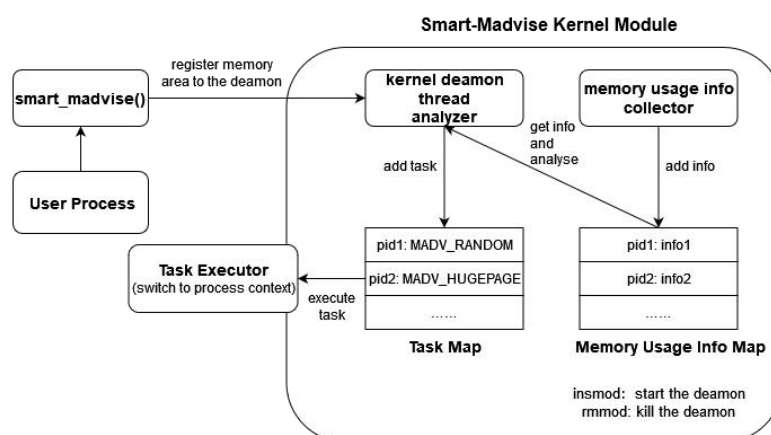 Smart-Madvise Kernel Module
register memory
area to the deamon
smart_madvise()
kernel deamon
thread
analyzer
memory usage info
collector
get info
and
analyse
add task
add info
User Process
pid1: MADV_RANDOM
pid2: MADV_HUGEPAGE
......
pid1: info1
pid2: info2
......
Task Executor
(switch to process context)
execute
task
Task Map
Memory Usage Info Map
insmod: start the deamon
rmmod: kill the deamon